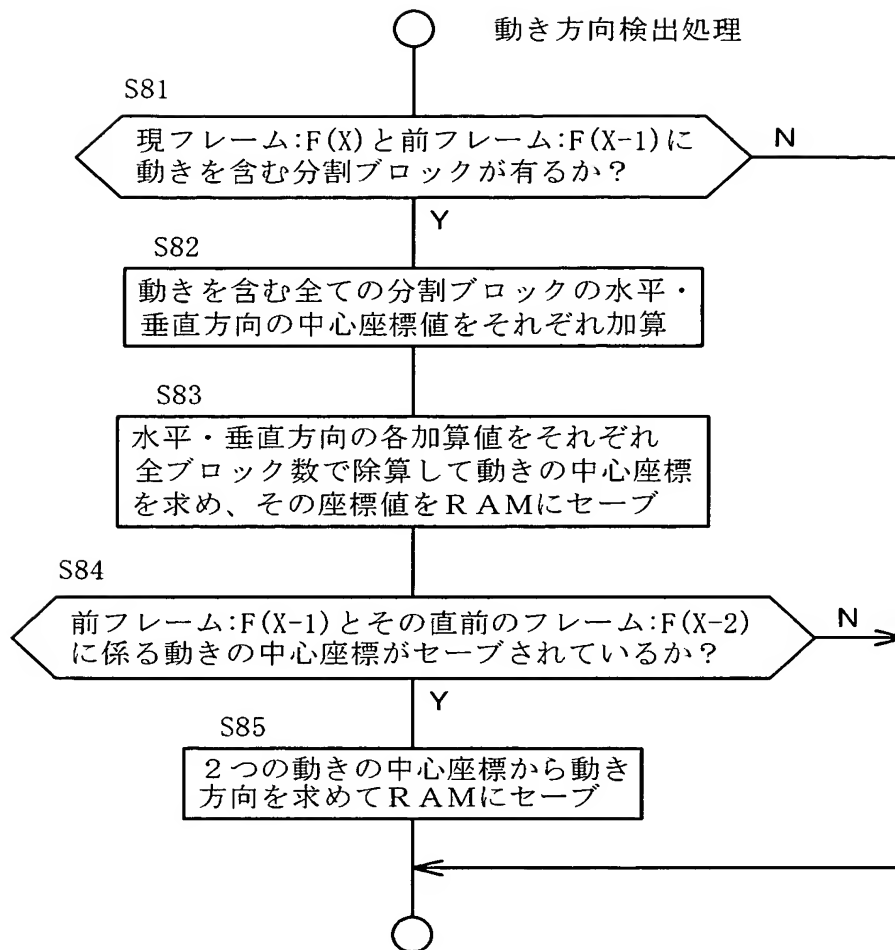 動き方向検出処理
S81
現フレーム:F(X)と前フレーム:F(X-1)に
動きを含む分割ブロックが有るか？
N
Y
S82
動きを含む全ての分割ブロックの水平・
垂直方向の中心座標値をそれぞれ加算
S83
水平・垂直方向の各加算値をそれぞれ
全ブロック数で除算して動きの中心座標
を求め、その座標値をＲＡＭにセーブ
S84
前フレーム:F(X-1)とその直前のフレーム:F(X-2)
に係る動きの中心座標がセーブされているか？
N
Y
S85
２つの動きの中心座標から動き
方向を求めてＲＡＭにセーブ